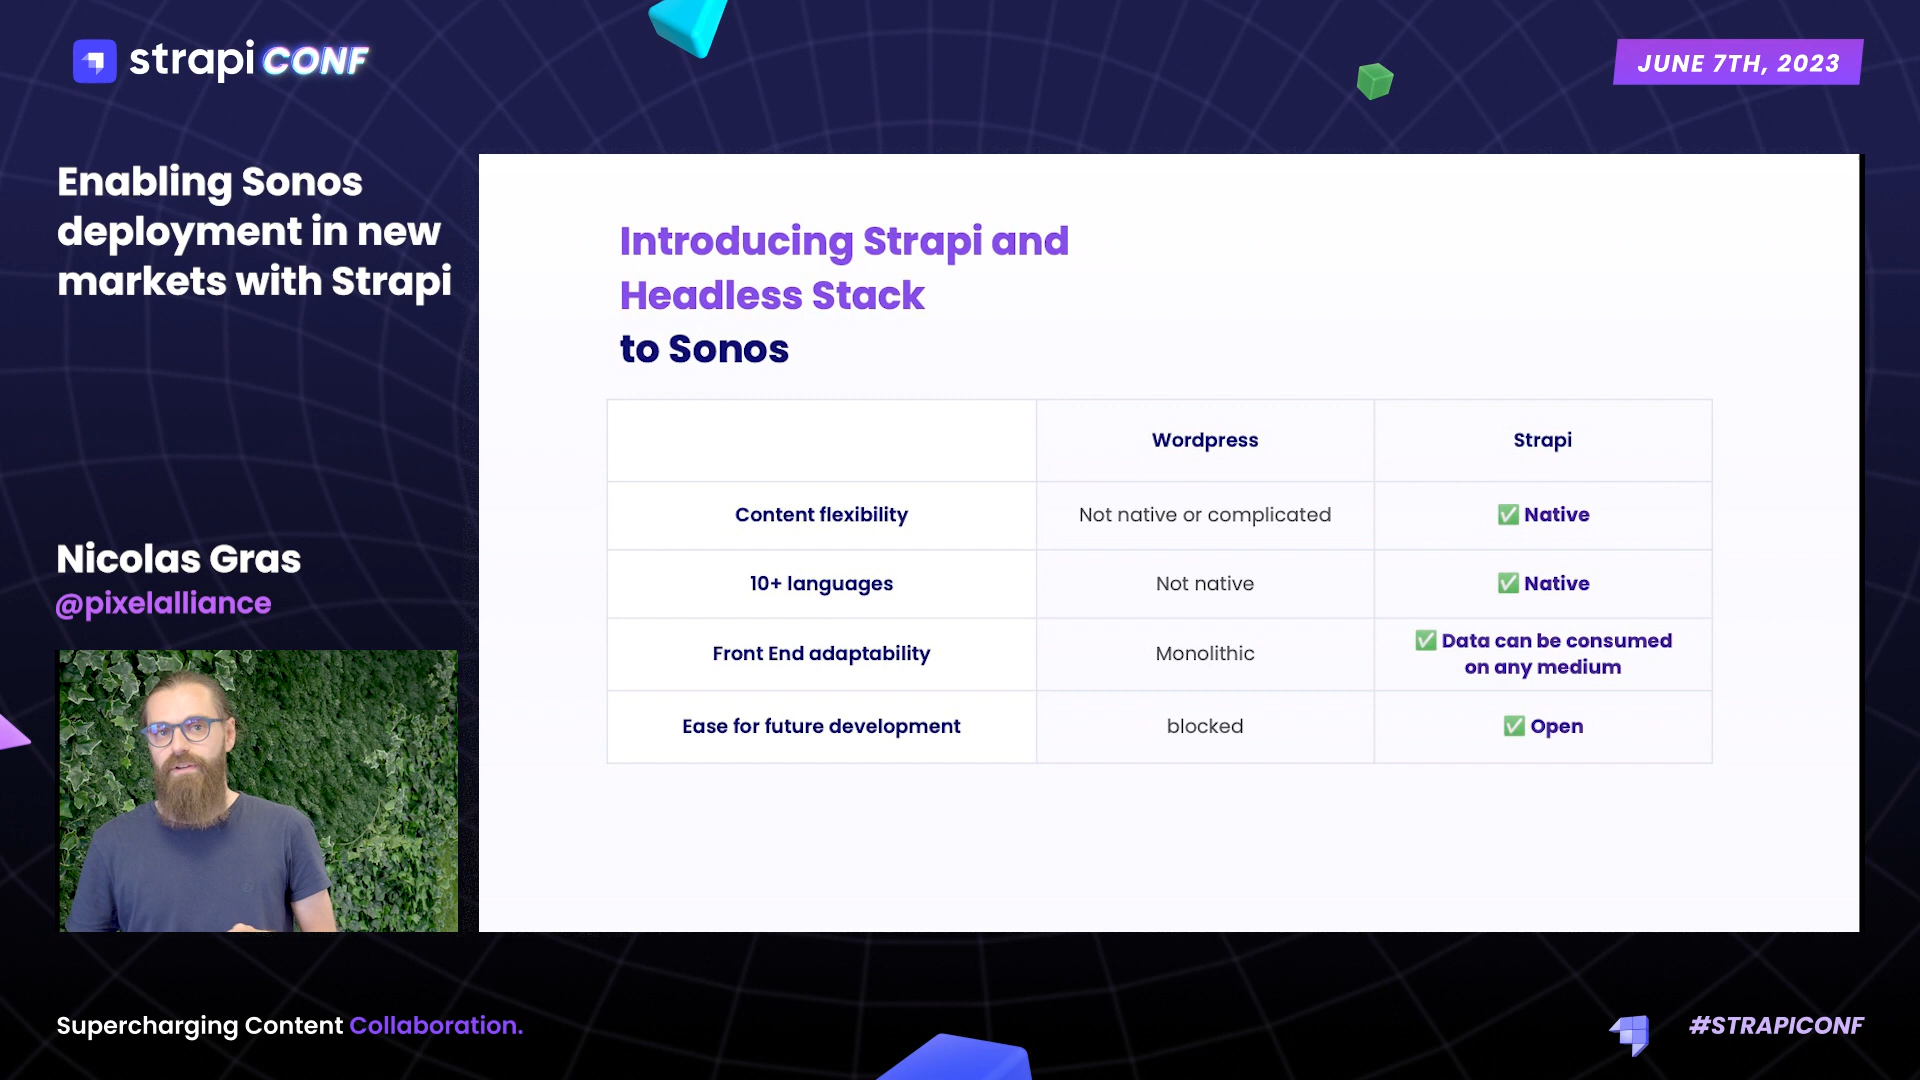 strapi CONF
JUNE 7TH, 2023
Enabling Sonos
deployment in new
markets with Strapi
Nicolas Gras
@pixelalliance
Introducing Strapi and
Headless Stack
to Sonos
Wordpress
Strapi
Content flexibility
Not native or complicated
✅ Native
10+ languages
Not native
✅ Native
Front End adaptability
Monolithic
✅ Data can be consumed
on any medium
Ease for future development
blocked
✅ Open
Supercharging Content Collaboration.
#STRAPICONF